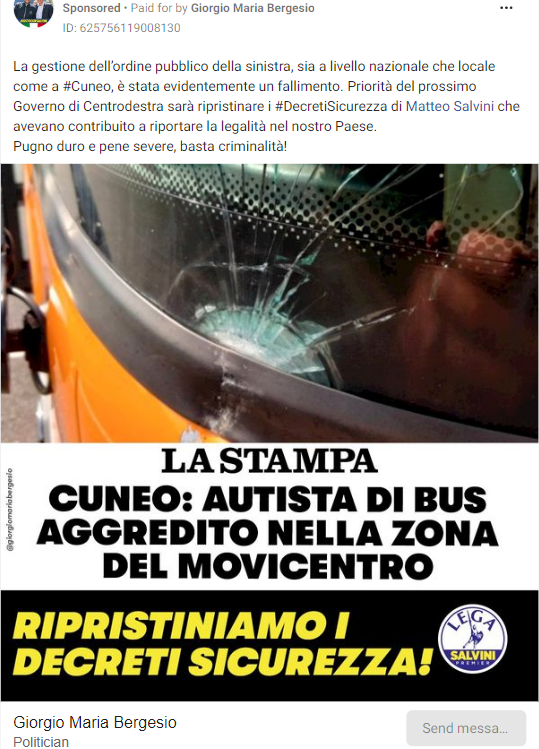 Sponsored • Paid for by Giorgio Maria Bergesio
ID: 625756119008130
La gestione dell'ordine pubblico della sinistra, sia a livello nazionale che locale
come a #Cuneo, è stata evidentemente un fallimento. Priorità del prossimo
Governo di Centrodestra sarà ripristinare i #DecretiSicurezza di Matteo Salvini che
avevano contribuito a riportare la legalità nel nostro Paese.
Pugno duro e pene severe, basta criminalità!
@giorgiomariabergesio
LA STAMPA
CUNEO: AUTISTA DI BUS
AGGREDITO NELLA ZONA
DEL MOVICENTRO
RIPRISTINIAMO I
DECRETI SICUREZZA!
LEGA
SALVINI
PREMIER
Giorgio Maria Bergesio
Politician
Send messa...